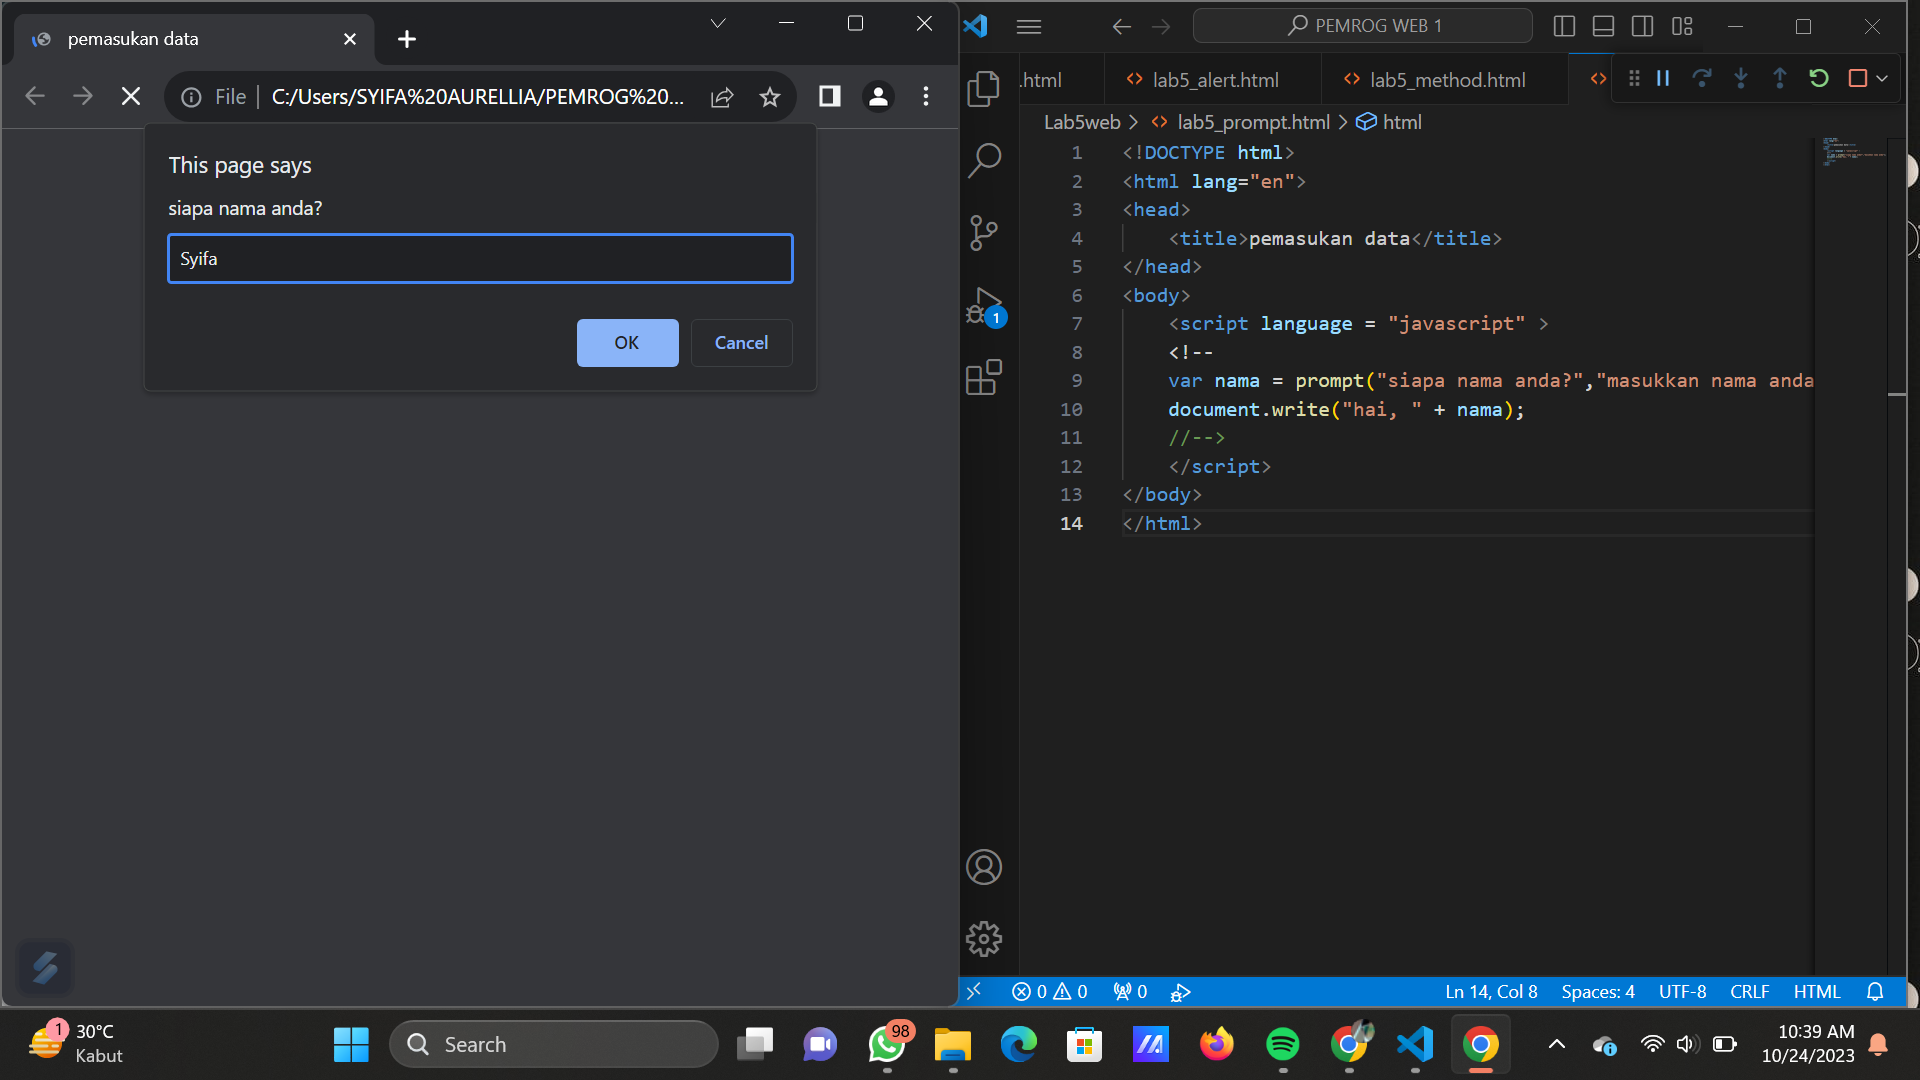 pemasukan data
File
C:/Users/SYIFA%20AURELLIA/PEMROG%20...
This page says
siapa nama anda?
Syifa
OK
Cancel
PEMROG WEB 1
.html
lab5_alert.html
lab5_method.html
Lab5web > lab5_prompt.html > html
1 <!DOCTYPE html>
2 <html lang="en">
3 <head>
4 <title>pemasukan data</title>
5 </head>
6 <body>
7 <script language = "javascript" >
8 <!--
9 var nama = prompt("siapa nama anda?","masukkan nama anda
10 document.write("hai, " + nama);
11 //-->
12 </script>
13 </body>
14 </html>
1
0 0 0
Ln 14, Col 8 Spaces: 4 UTF-8 CRLF HTML
1
30°C
Kabut
Search
98
10:39 AM
10/24/2023